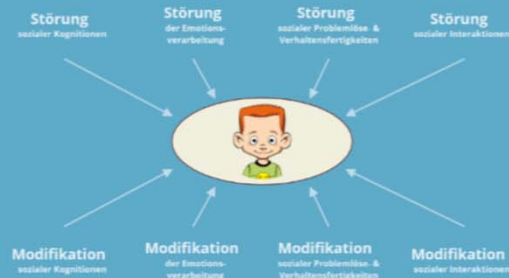 Störung
sozialer Kognitionen
Störung
der Emotions-
verarbeitung
Störung
sozialer Problemlöse &
Verhaltensfertigkeiten
Störung
sozialer Interaktionen
Modifikation
sozialer Kognitionen
Modifikation
der Emotions-
verarbeitung
Modifikation
sozialer Problemlöse- &
Verhaltensfertigkeiten
Modifikation
sozialer Interaktionen